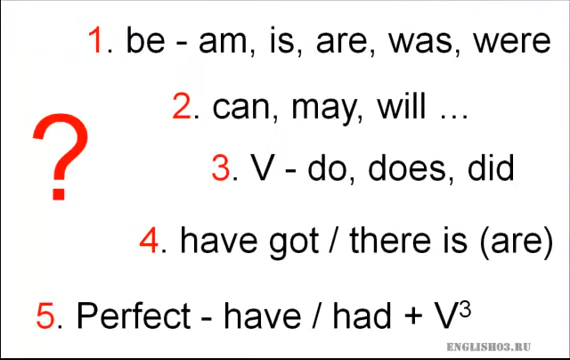 1. be - am, is, are, was, were
2. can, may, will ...
?
3. V - do, does, did
4. have got / there is (are)
5. Perfect - have / had + V³
ENGLISH03.RU